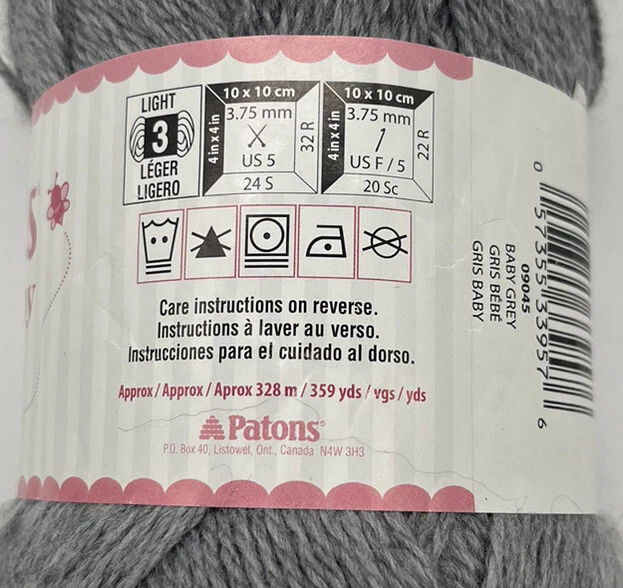 LIGHT
3
LÉGER
LIGERO
10 x 10 cm
4 in x 4 in
3.75 mm
US 5
32 R
24 S
10 x 10 cm
4 in x 4 in
3.75 mm
US F / 5
22 R
20 Sc
S
y
Care instructions on reverse.
Instructions à laver au verso.
Instrucciones para el cuidado al dorso.
Approx / Approx / Aprox 328 m / 359 yds / vgs / yds
Patons®
P.O. Box 40, Listowel, Ont., Canada N4W 3H3
09045
BABY GREY
GRIS BÉBÉ
GRIS BABY
0 57355 33957 6